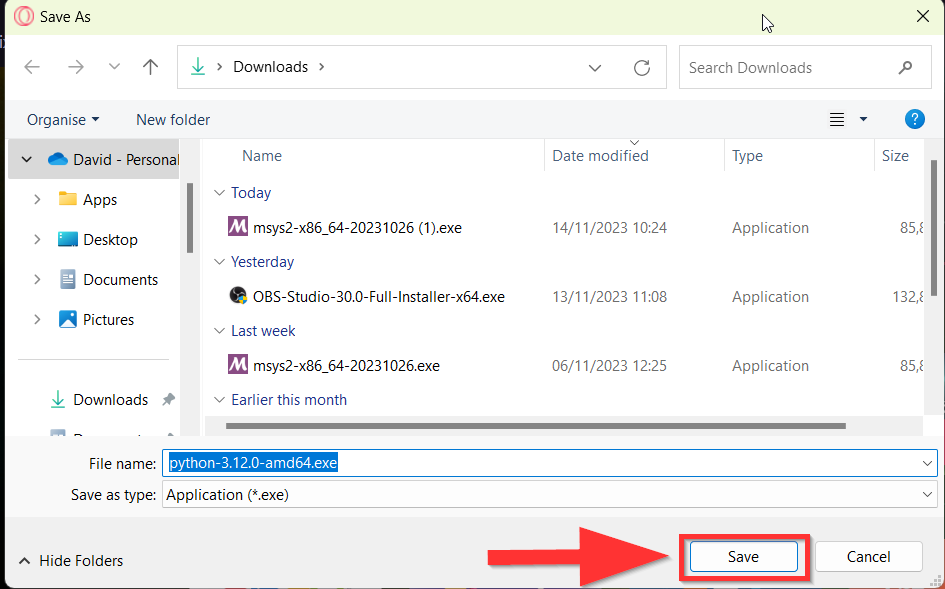 Save As
Downloads
Search Downloads
Organise New folder
David - Personal
Apps
Desktop
Documents
Pictures
Downloads
Name Date modified Type Size
Today
msys2-x86_64-20231026 (1).exe 14/11/2023 10:24 Application 85,8
Yesterday
OBS-Studio-30.0-Full-Installer-x64.exe 13/11/2023 11:08 Application 132,8
Last week
msys2-x86_64-20231026.exe 06/11/2023 12:25 Application 85,8
Earlier this month
File name: python-3.12.0-amd64.exe
Save as type: Application (*.exe)
Hide Folders Save Cancel